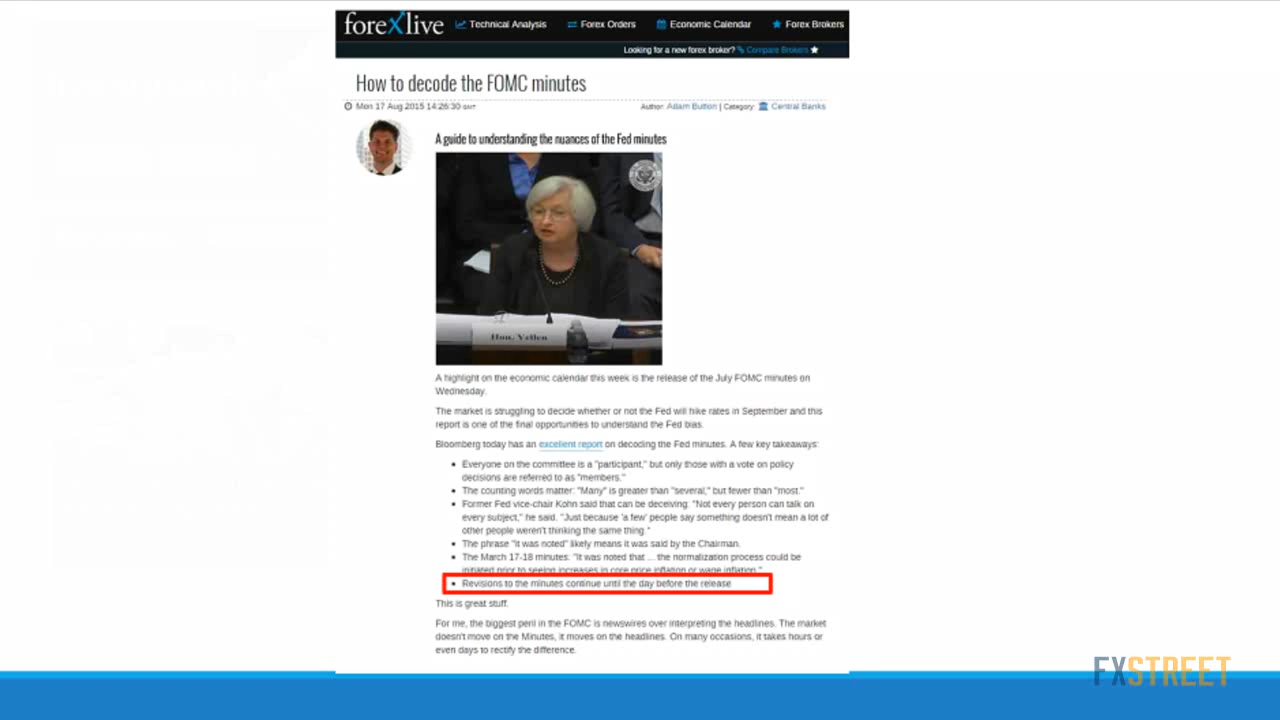 forexlive Technical Analysis Forex Orders Economic Calendar Forex Brokers
Looking for a new forex broker? Compare Brokers
How to decode the FOMC minutes
Mon 17 Aug 2015 14:26:30 GMT Author: Adam Button | Category: Central Banks
A guide to understanding the nuances of the Fed minutes
Hon. Yellen
A highlight on the economic calendar this week is the release of the July FOMC minutes on
Wednesday.
The market is struggling to decide whether or not the Fed will hike rates in September and this
report is one of the final opportunities to understand the Fed bias.
Bloomberg today has an excellent report on decoding the Fed minutes. A few key takeaways:
• Everyone on the committee is a "participant," but only those with a vote on policy
decisions are referred to as "members."
• The counting words matter: "Many" is greater than "several," but fewer than "most."
• Former Fed vice-chair Kohn said that can be deceiving. "Not every person can talk on
every subject," he said. "Just because 'a few' people say something doesn't mean a lot of
other people weren't thinking the same thing."
• The phrase "it was noted" likely means it was said by the Chairman.
• The March 17-18 minutes: "It was noted that ... the normalization process could be
initiated prior to seeing increases in core price inflation or wage inflation."
• Revisions to the minutes continue until the day before the release
This is great stuff.
For me, the biggest peril in the FOMC is newswires over interpreting the headlines. The market
doesn't move on the Minutes, it moves on the headlines. On many occasions, it takes hours or
even days to rectify the difference.
FXSTREET